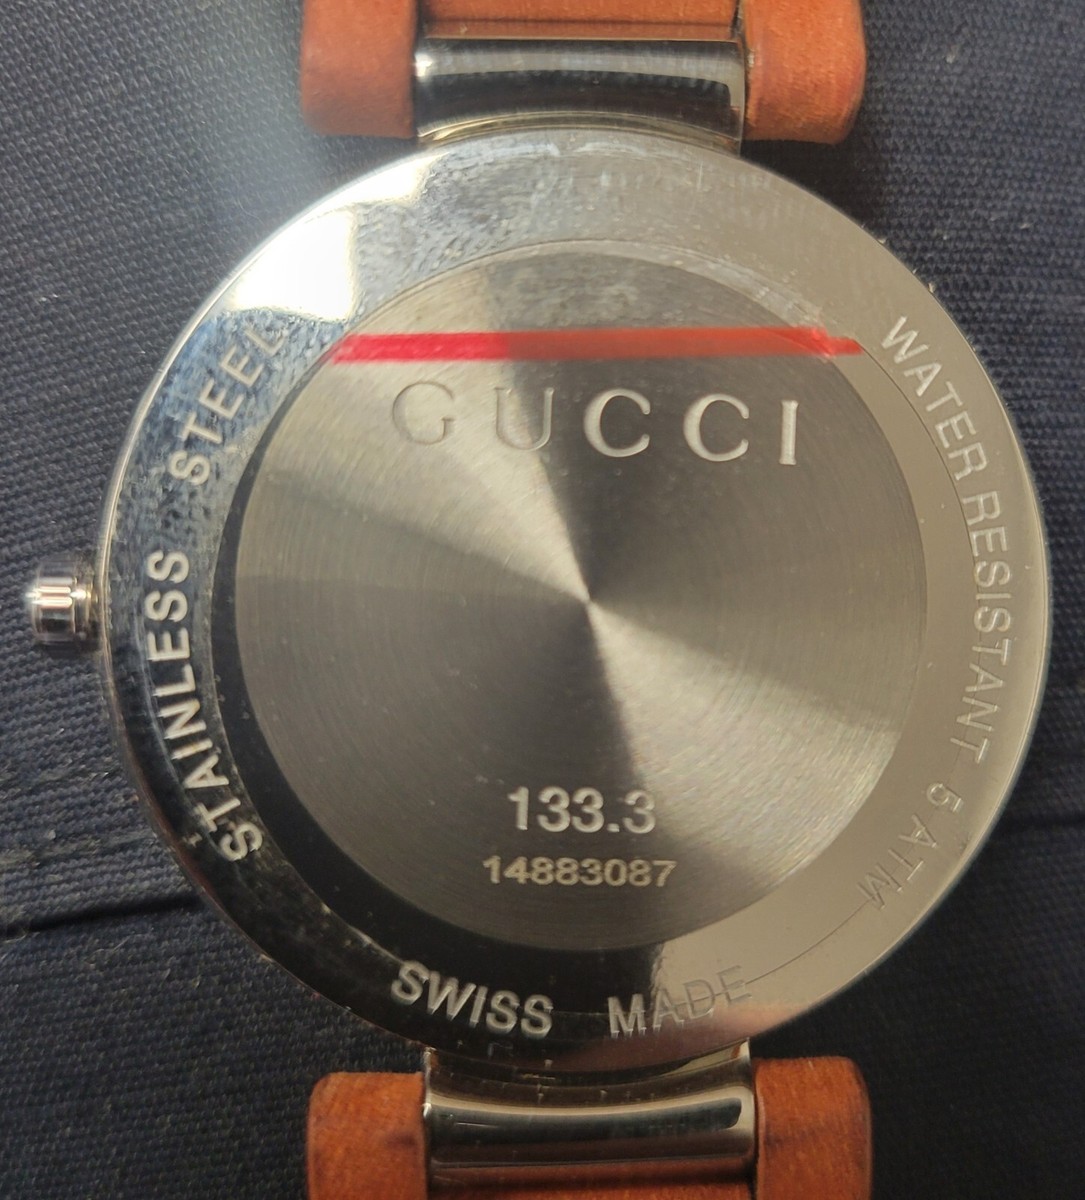 GUCCI
133.3
14883087
STAINLESS STEEL
WATER RESISTANT 5 ATM
SWISS MADE